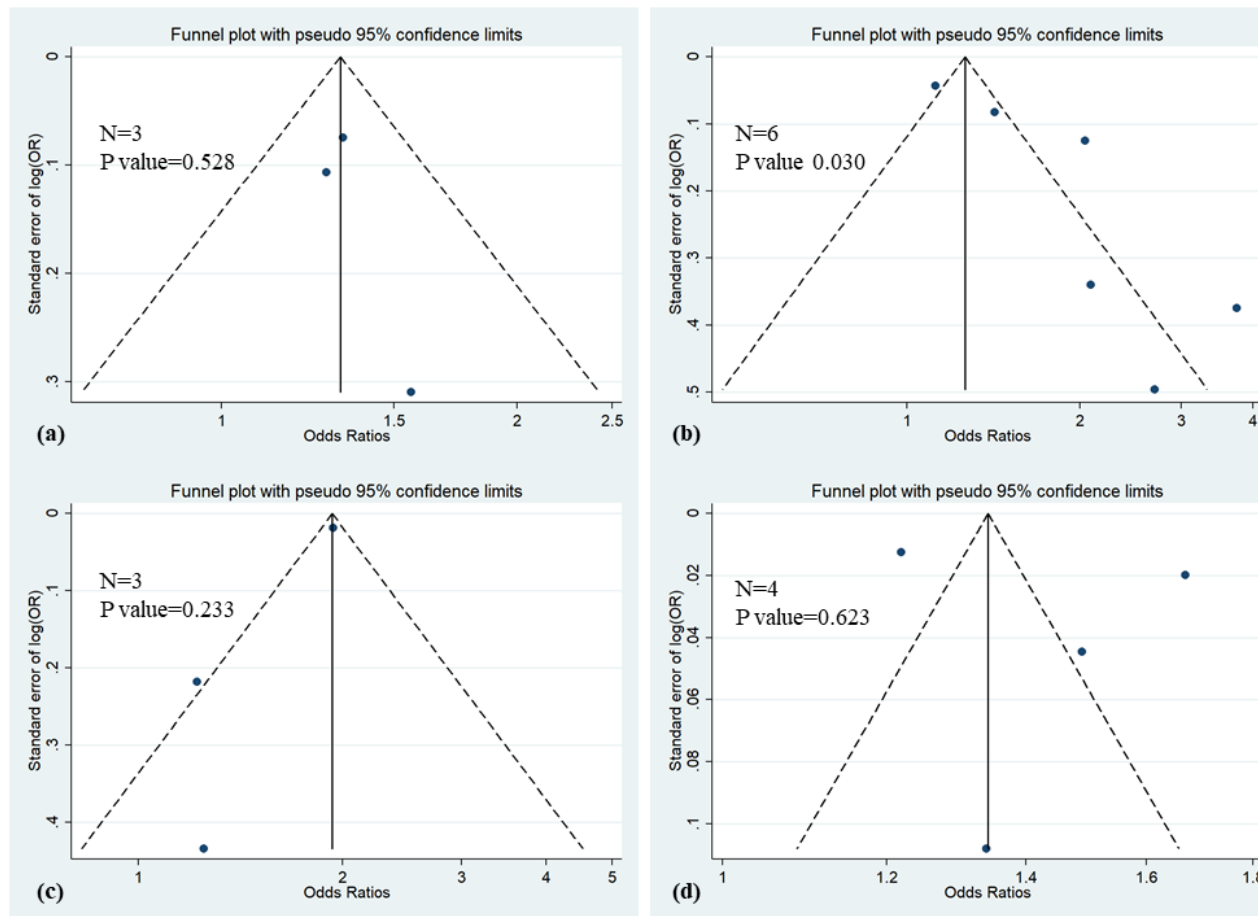 Funnel plot with pseudo 95% confidence limits
0
.1
.2
.3
Standard error of log(OR)
N=3
P value=0.528
1
1.5
2
2.5
Odds Ratios
(a)
Funnel plot with pseudo 95% confidence limits
0
.1
.2
.3
.4
.5
Standard error of log(OR)
N=6
P value 0.030
1
2
3
4
Odds Ratios
(b)
Funnel plot with pseudo 95% confidence limits
0
.1
.2
.3
.4
Standard error of log(OR)
N=3
P value=0.233
1
2
3
4
5
Odds Ratios
(c)
Funnel plot with pseudo 95% confidence limits
0
.02
.04
.06
.08
.1
Standard error of log(OR)
N=4
P value=0.623
1
1.2
1.4
1.6
1.8
Odds Ratios
(d)